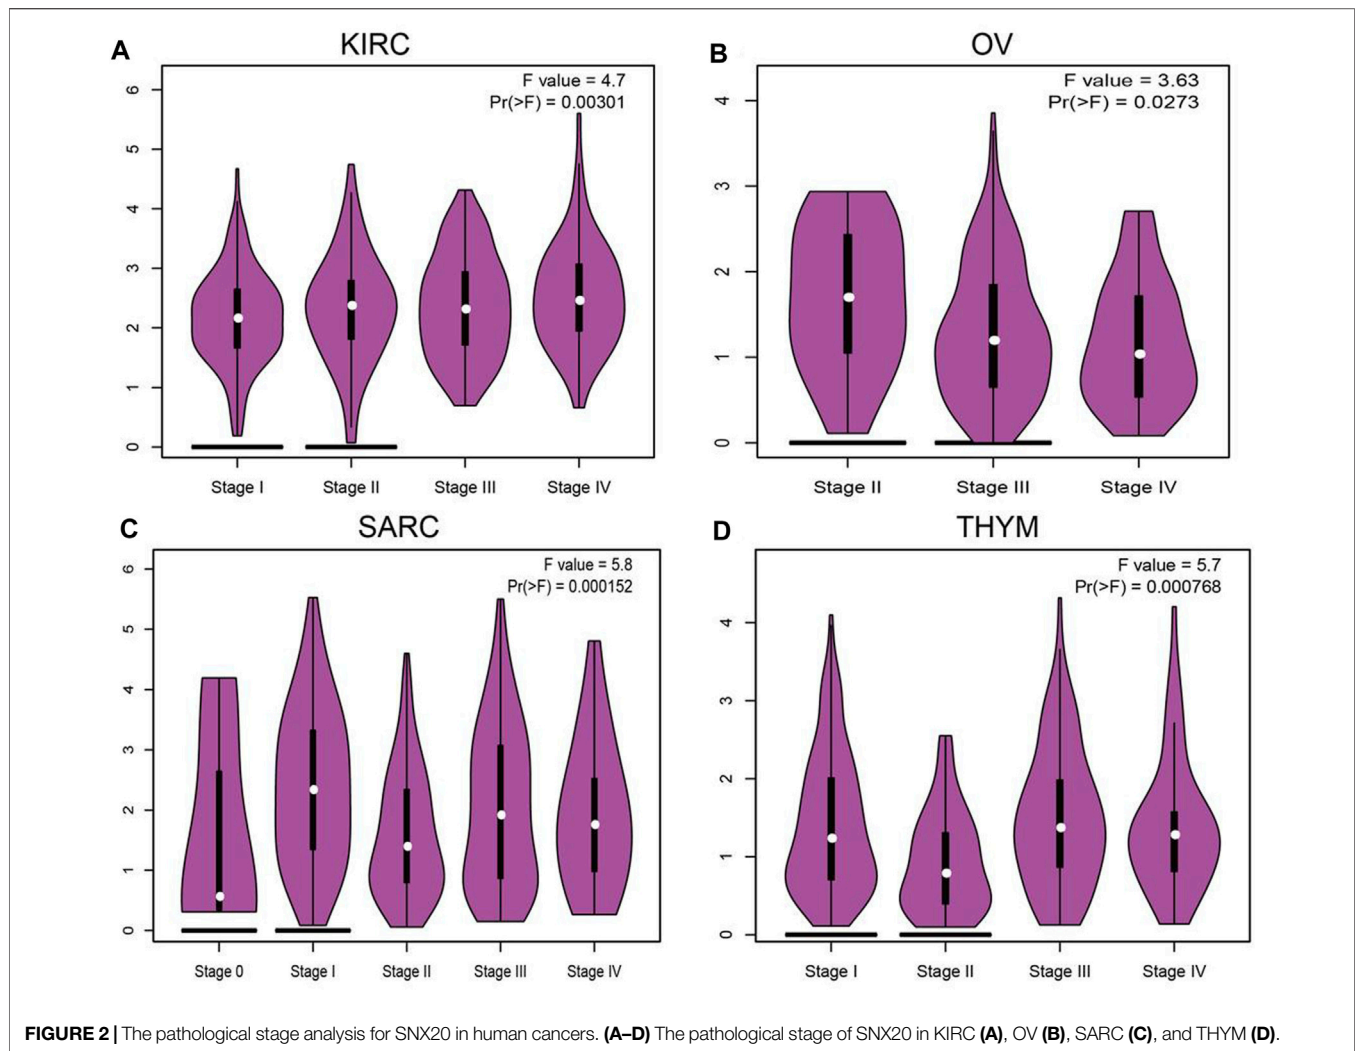 A
KIRC
F value = 4.7
Pr(>F) = 0.00301
6
5
4
3
2
1
0
Stage I
Stage II
Stage III
Stage IV
B
OV
F value = 3.63
Pr(>F) = 0.0273
4
3
2
1
0
Stage II
Stage III
Stage IV
C
SARC
F value = 5.8
Pr(>F) = 0.000152
6
5
4
3
2
1
0
Stage 0
Stage I
Stage II
Stage III
Stage IV
D
THYM
F value = 5.7
Pr(>F) = 0.000768
4
3
2
1
0
Stage I
Stage II
Stage III
Stage IV
FIGURE 2 | The pathological stage analysis for SNX20 in human cancers. (A–D) The pathological stage of SNX20 in KIRC (A), OV (B), SARC (C), and THYM (D).